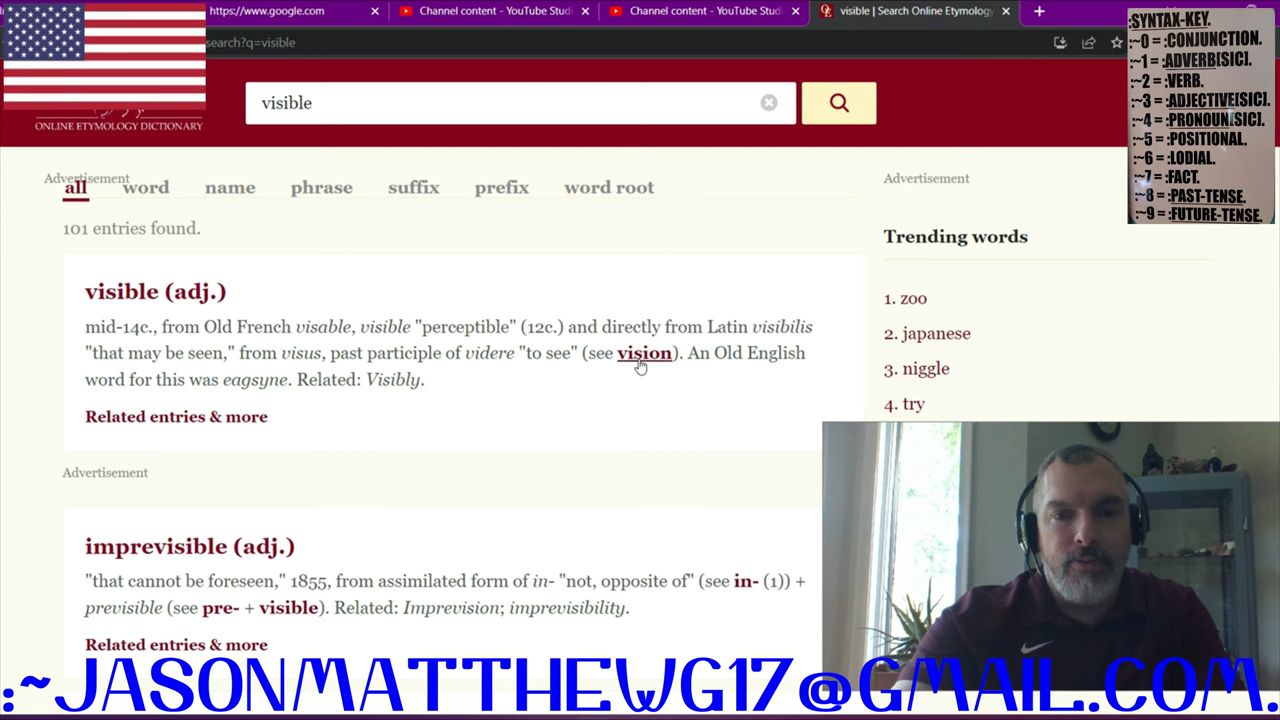 https://www.google.com
Channel content - YouTube Studi
Channel content - YouTube Studi
visible | Search Online Etymology
search?q=visible
visible
ONLINE ETYMOLOGY DICTIONARY
:SYNTAX-KEY.
:~0 = :CONJUNCTION.
:~1 = :ADVERB[SIC].
:~2 = :VERB.
:~3 = :ADJECTIVE[SIC].
:~4 = :PRONOUN[SIC].
:~5 = :POSITIONAL.
:~6 = :LODIAL.
:~7 = :FACT.
:~8 = :PAST-TENSE.
:~9 = :FUTURE-TENSE.
Advertisement
all word name phrase suffix prefix word root
101 entries found.
visible (adj.)
mid-14c., from Old French visable, visible "perceptible" (12c.) and directly from Latin visibilis
"that may be seen," from visus, past participle of videre "to see" (see vision). An Old English
word for this was eagsyne. Related: Visibly.
Related entries & more
Advertisement
imprevisible (adj.)
"that cannot be foreseen," 1855, from assimilated form of in- "not, opposite of" (see in- (1)) +
previsible (see pre- + visible). Related: Imprevision; imprevisibility.
Related entries & more
Advertisement
Trending words
1. zoo
2. japanese
3. niggle
4. try
:~JASONMATTHEWG17@GMAIL.COM.